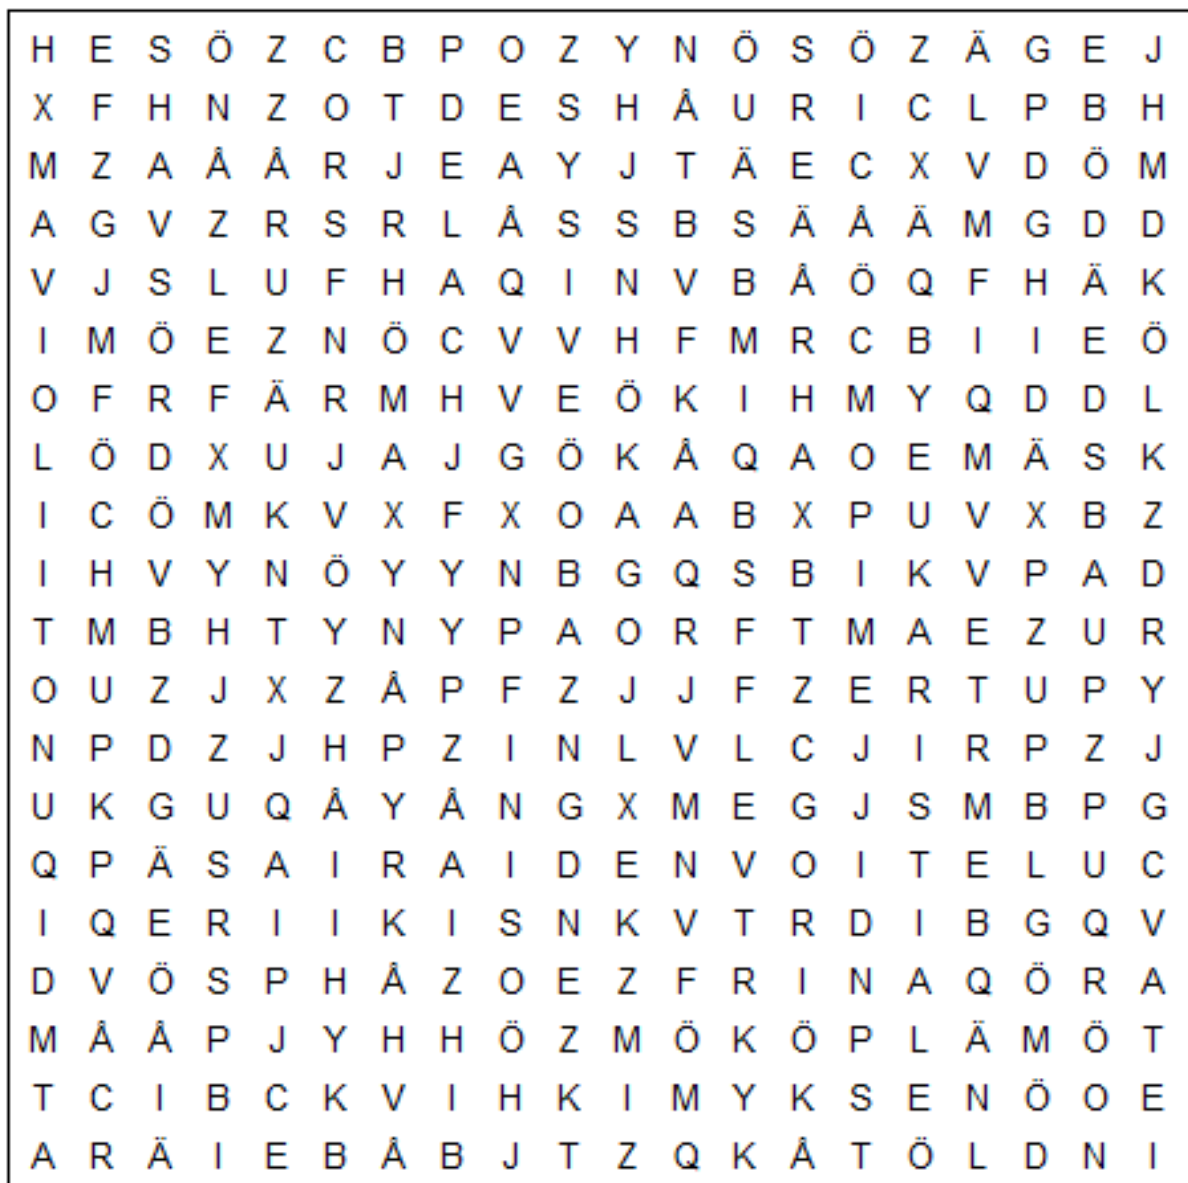 H E S Ö Z C B P O Z Y N Ö S Ö Z Ä G E J
X F H N Z O T D E S H Å U R I C L P B H
M Z A Å Å R J E A Y J T Ä E C X V D Ö M
A G V Z R S R L Å S S B S Ä Å Ä M G D D
V J S L U F H A Q I N V B Å Ö Q F H Ä K
I M Ö E Z N Ö C V V H F M R C B I I E Ö
O F R F Ä R M H V E Ö K I H M Y Q D D L
L Ö D X U J A J G Ö K Å Q A O E M Ä S K
I C Ö M K V X F X O A A B X P U V X B Z
I H V Y N Ö Y Y N B G Q S B I K V P A D
T M B H T Y N Y P A O R F T M A E Z U R
O U Z J X Z Å P F Z J J F Z E R T U P Y
N P D Z J H P Z I N L V L C J I R P Z J
U K G U Q Å Y Å N G X M E G J S M B P G
Q P Ä S A I R A I D E N V O I T E L U C
I Q E R I I K I S N K V T R D I B G Q V
D V Ö S P H Å Z O E Z F R I N A Q Ö R A
M Å Å P J Y H H Ö Z M Ö K Ö P L Ä M Ö T
T C I B C K V I H K I M Y K S E N Ö O E
A R Ä I E B Å B J T Z Q K Å T Ö L D N I